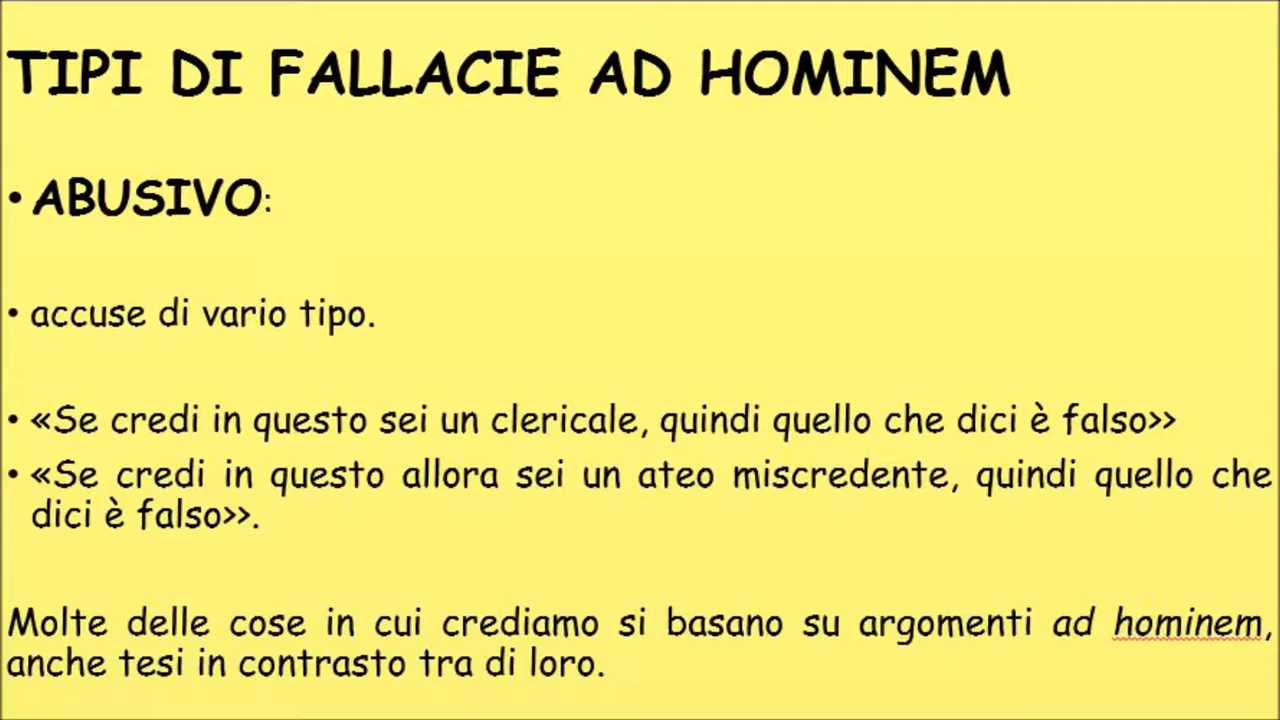 TIPI DI FALLACIE AD HOMINEM
• ABUSIVO:
• accuse di vario tipo.
• «Se credi in questo sei un clericale, quindi quello che dici è falso>>
• «Se credi in questo allora sei un ateo miscredente, quindi quello che
dici è falso>>.
Molte delle cose in cui crediamo si basano su argomenti ad hominem,
anche tesi in contrasto tra di loro.